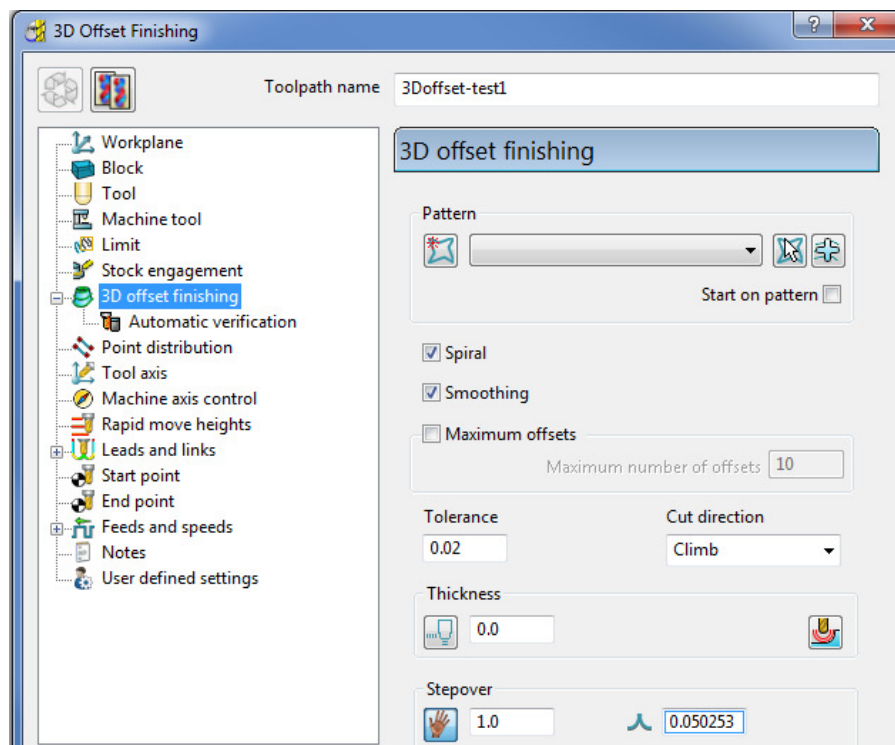 3D Offset Finishing
Toolpath name 3Doffset-test1
Workplane
Block
Tool
Machine tool
Limit
Stock engagement
3D offset finishing
Automatic verification
Point distribution
Tool axis
Machine axis control
Rapid move heights
Leads and links
Start point
End point
Feeds and speeds
Notes
User defined settings
3D offset finishing
Pattern
Start on pattern
Spiral
Smoothing
Maximum offsets
Maximum number of offsets 10
Tolerance Cut direction
0.02 Climb
Thickness
0.0
Stepover
1.0 0.050253